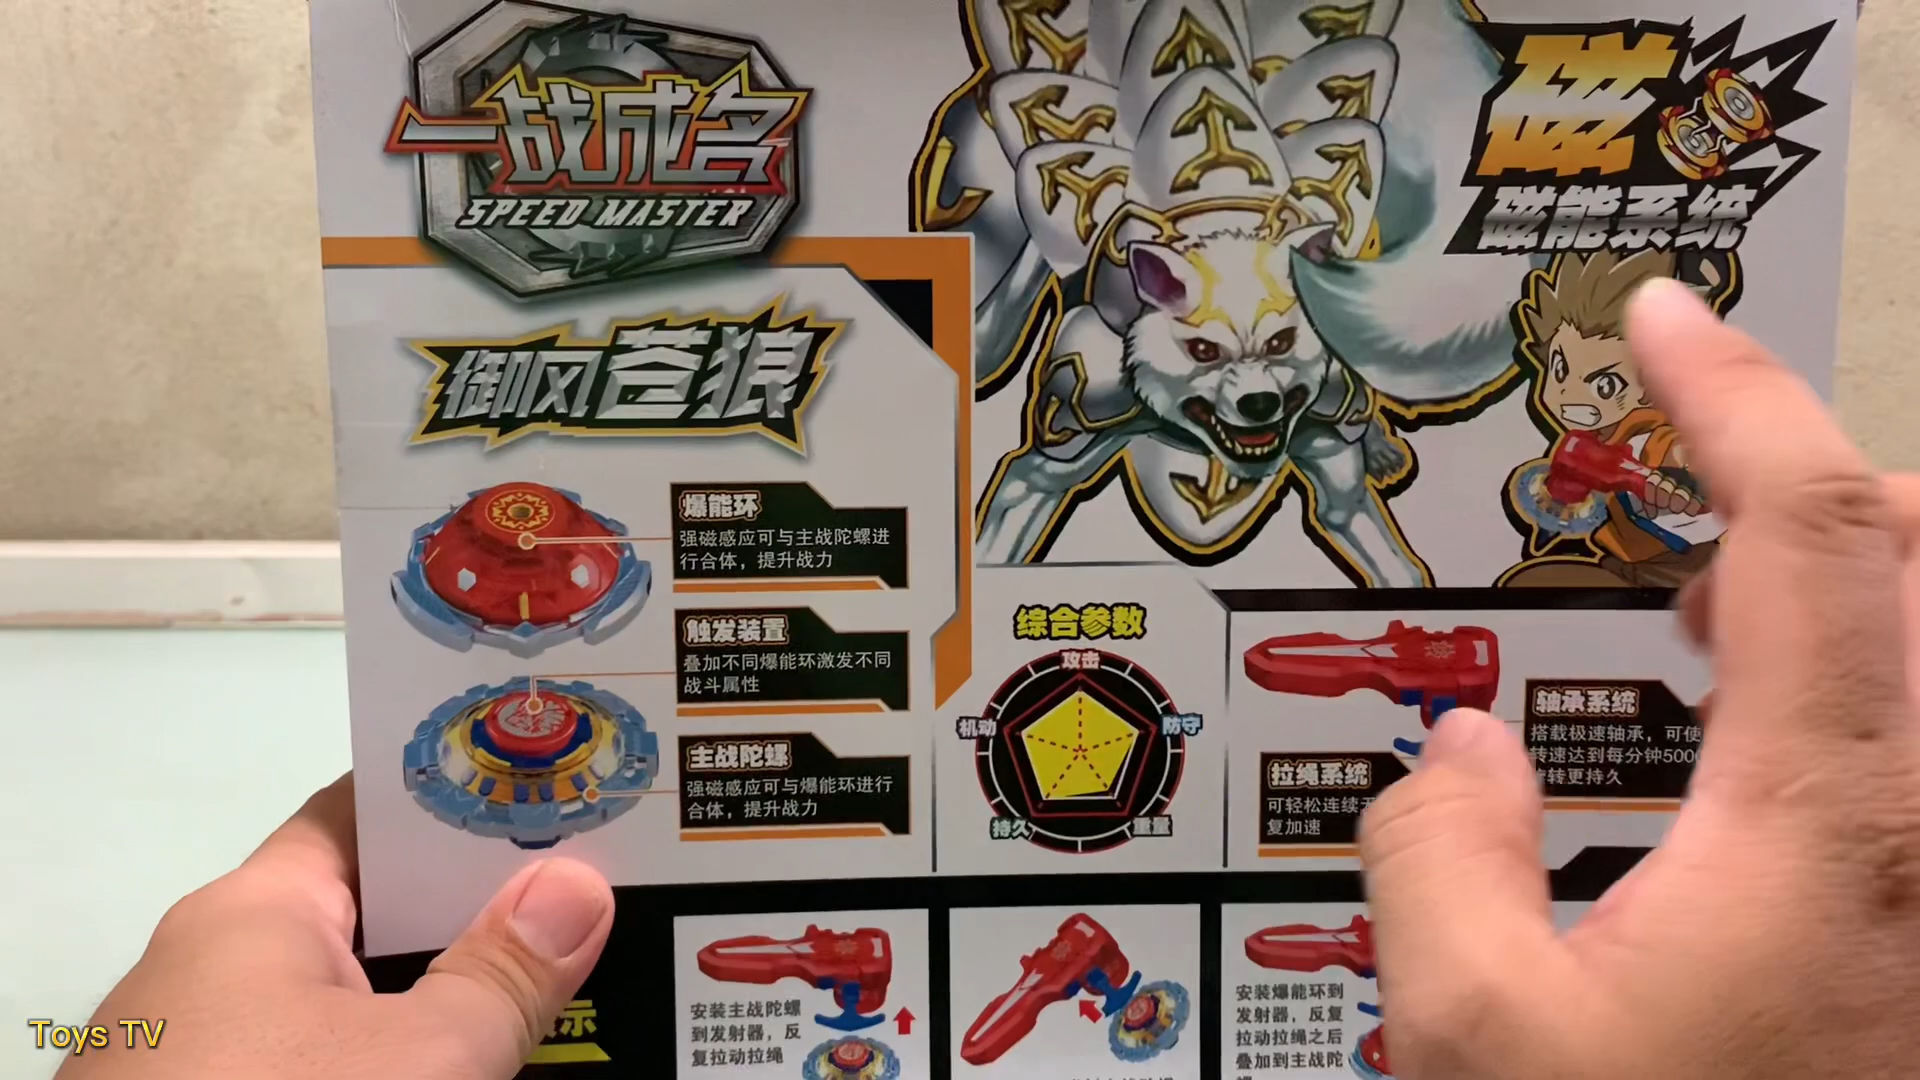 一战成名
SPEED MASTER
磁
磁能系统
御风苍狼
爆能环
强磁感应可与主战陀螺进
行合体，提升战力
触发装置
叠加不同爆能环激发不同
战斗属性
主战陀螺
强磁感应可与爆能环进行
合体，提升战力
综合参数
攻击
机动
防守
持久
重量
拉绳系统
可轻松连续
复加速
轴承系统
搭载极速轴承，可使
转速达到每分钟500
转更持久
示
安装主战陀螺
到发射器，反
复拉动拉绳
安装爆能环到
发射器，反复
拉动拉绳之后
叠加到主战陀
Toys TV